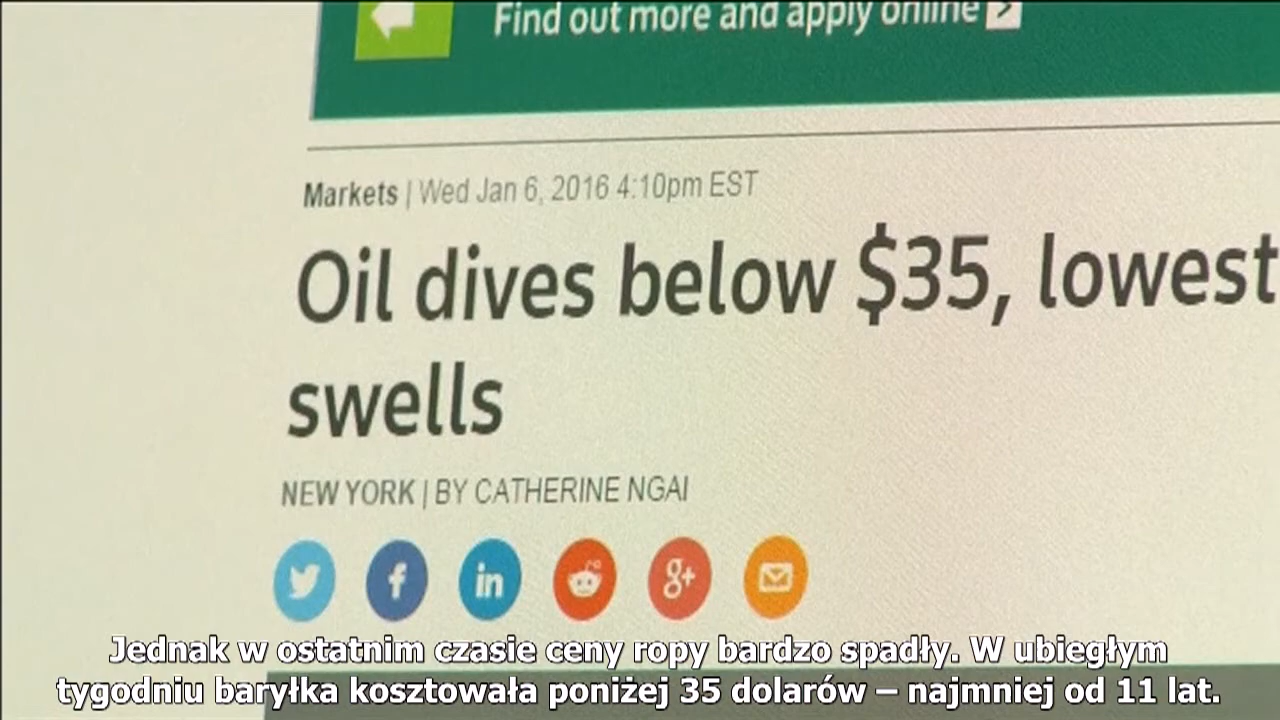 Find out more and apply online
Markets | Wed Jan 6, 2016 4:10pm EST
Oil dives below $35, lowest
swells
NEW YORK | BY CATHERINE NGAI
Jednak w ostatnim czasie ceny ropy bardzo spadły. W ubiegłym
tygodniu baryłka kosztowała poniżej 35 dolarów – najmniej od 11 lat.